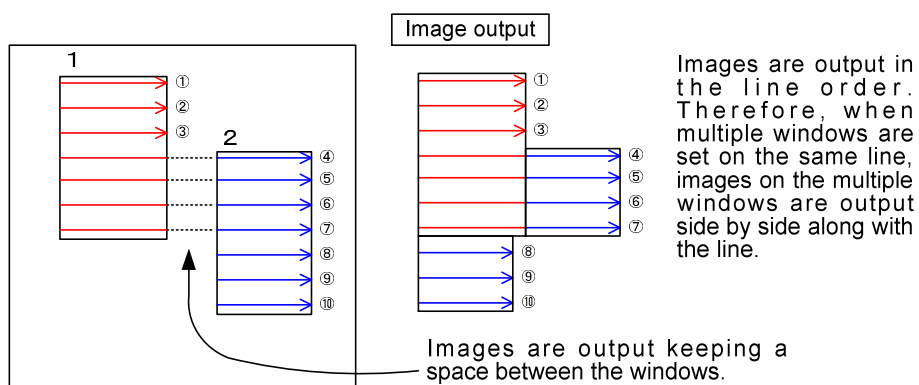 Image output
1
①
②
③
2
④
⑤
⑥
⑦
⑧
⑨
⑩
①
②
③
④
⑤
⑥
⑦
⑧
⑨
⑩
Images are output in
the line order.
Therefore, when
multiple windows are
set on the same line,
images on the multiple
windows are output
side by side along with
the line.
Images are output keeping a
space between the windows.